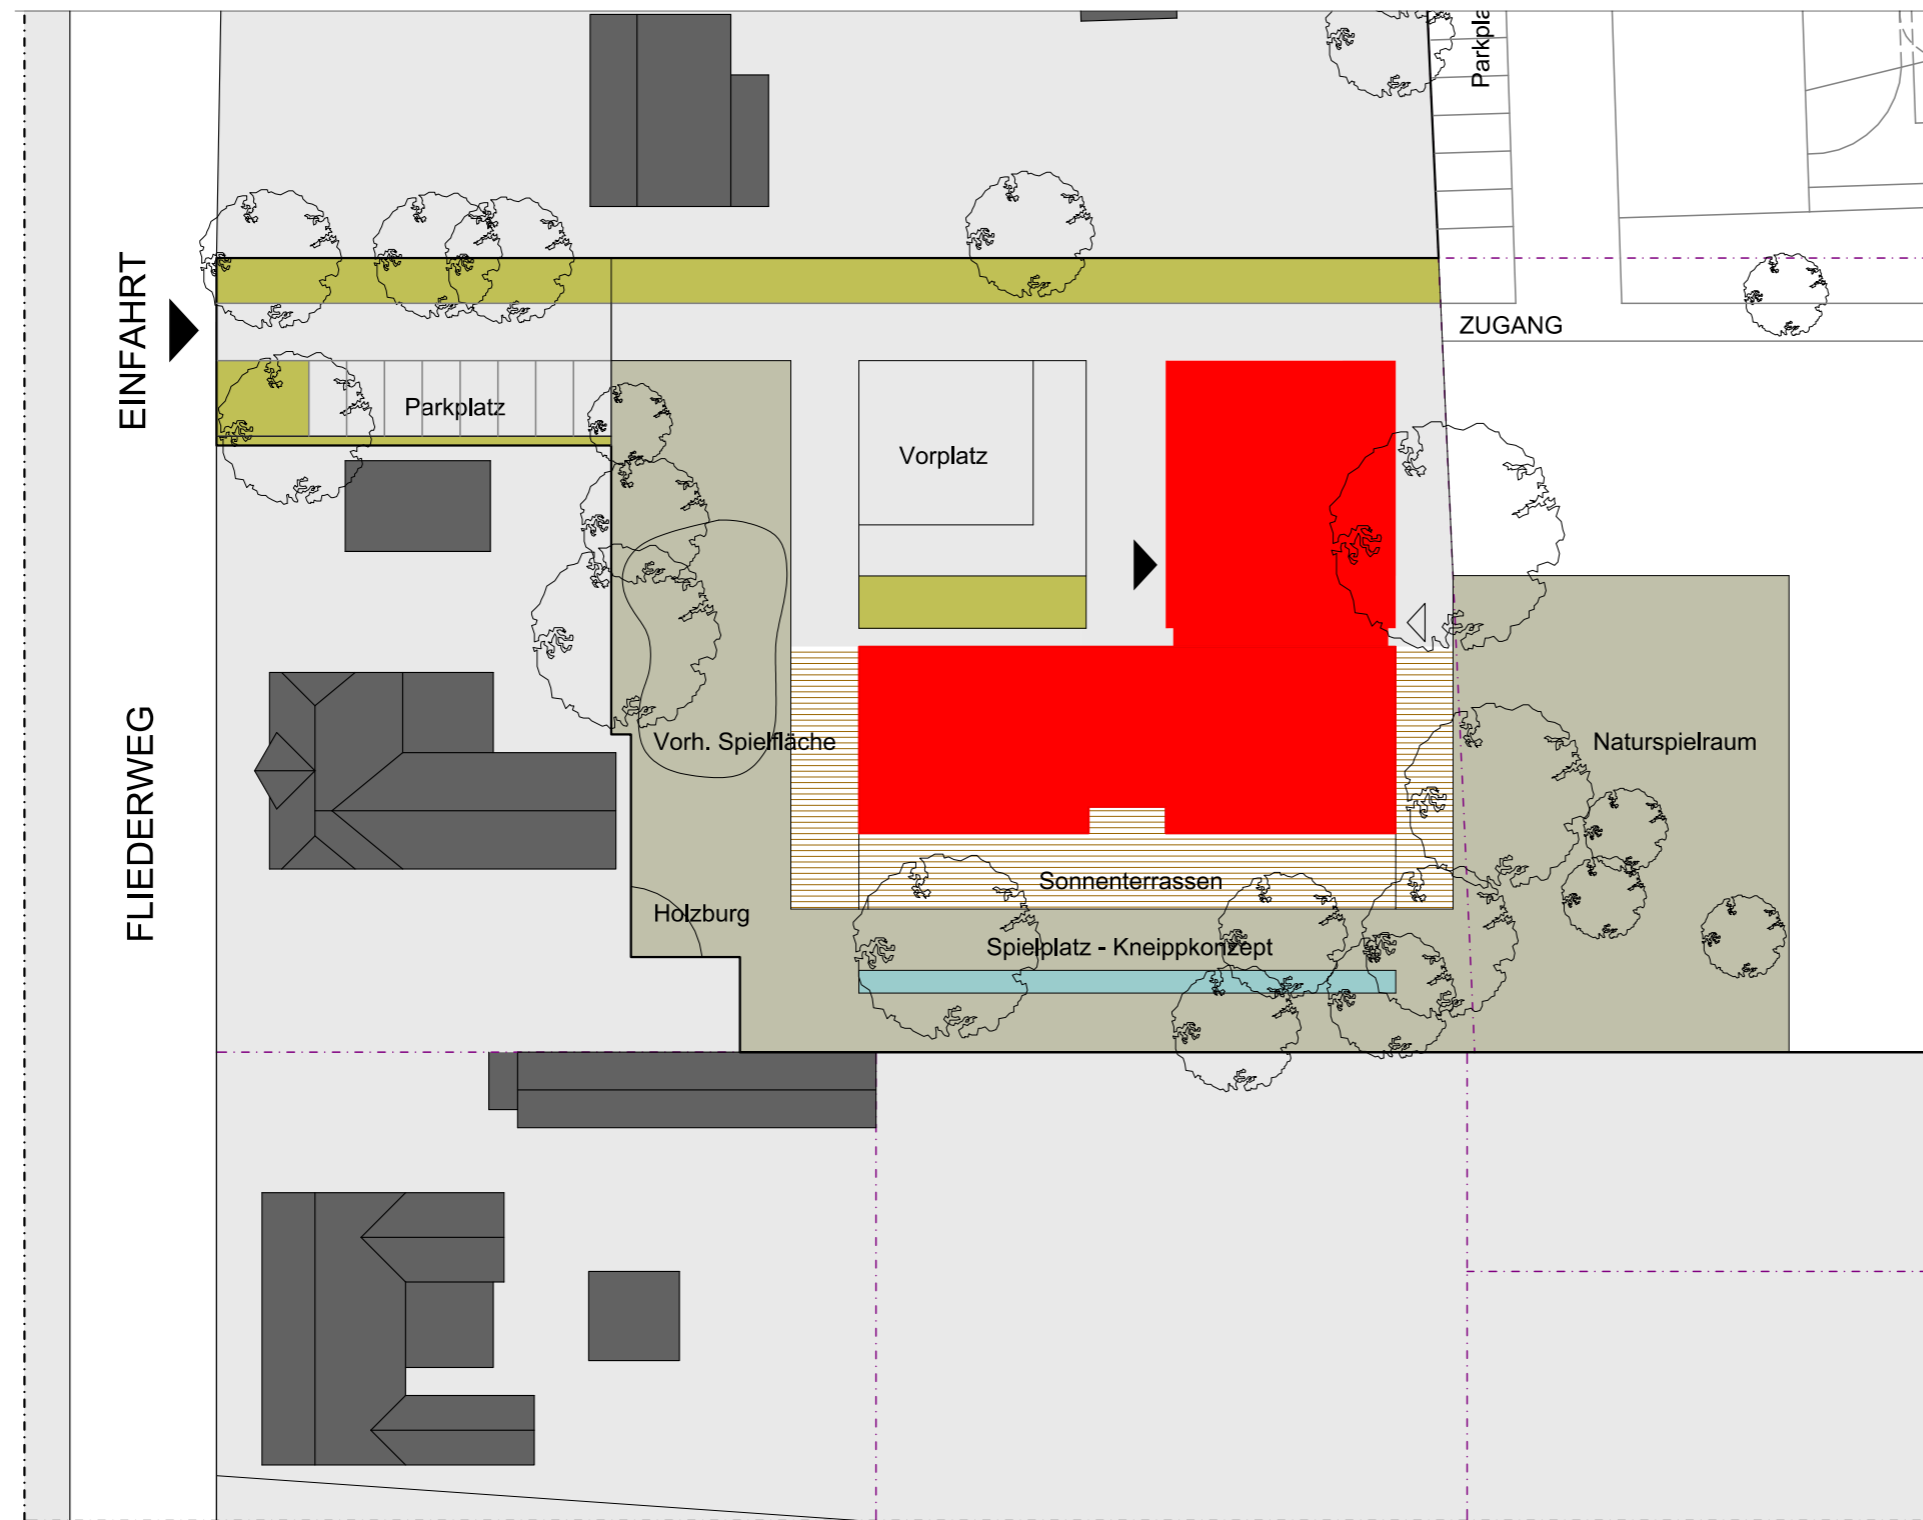 Parkpla
EINFAHRT
ZUGANG
Parkplatz
Vorplatz
FLIEDERWEG
Vorh. Spielfläche
Naturspielraum
Sonnenterrassen
Holzburg
Spielplatz - Kneippkonzept